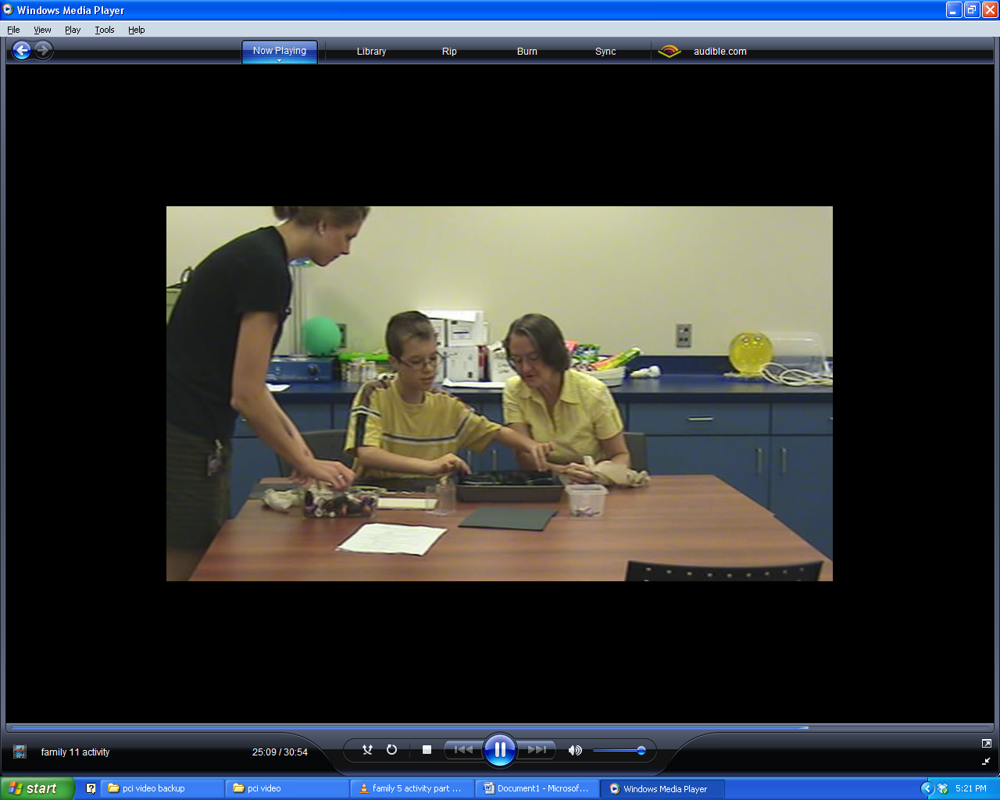 Windows Media Player
File View Play Tools Help
Now Playing Library Rip Burn Sync audible.com
family 11 activity 25:09 / 30:54
start ? pci video backup pci video family 5 activity part ... Document1 - Microsof... Windows Media Player 5:21 PM